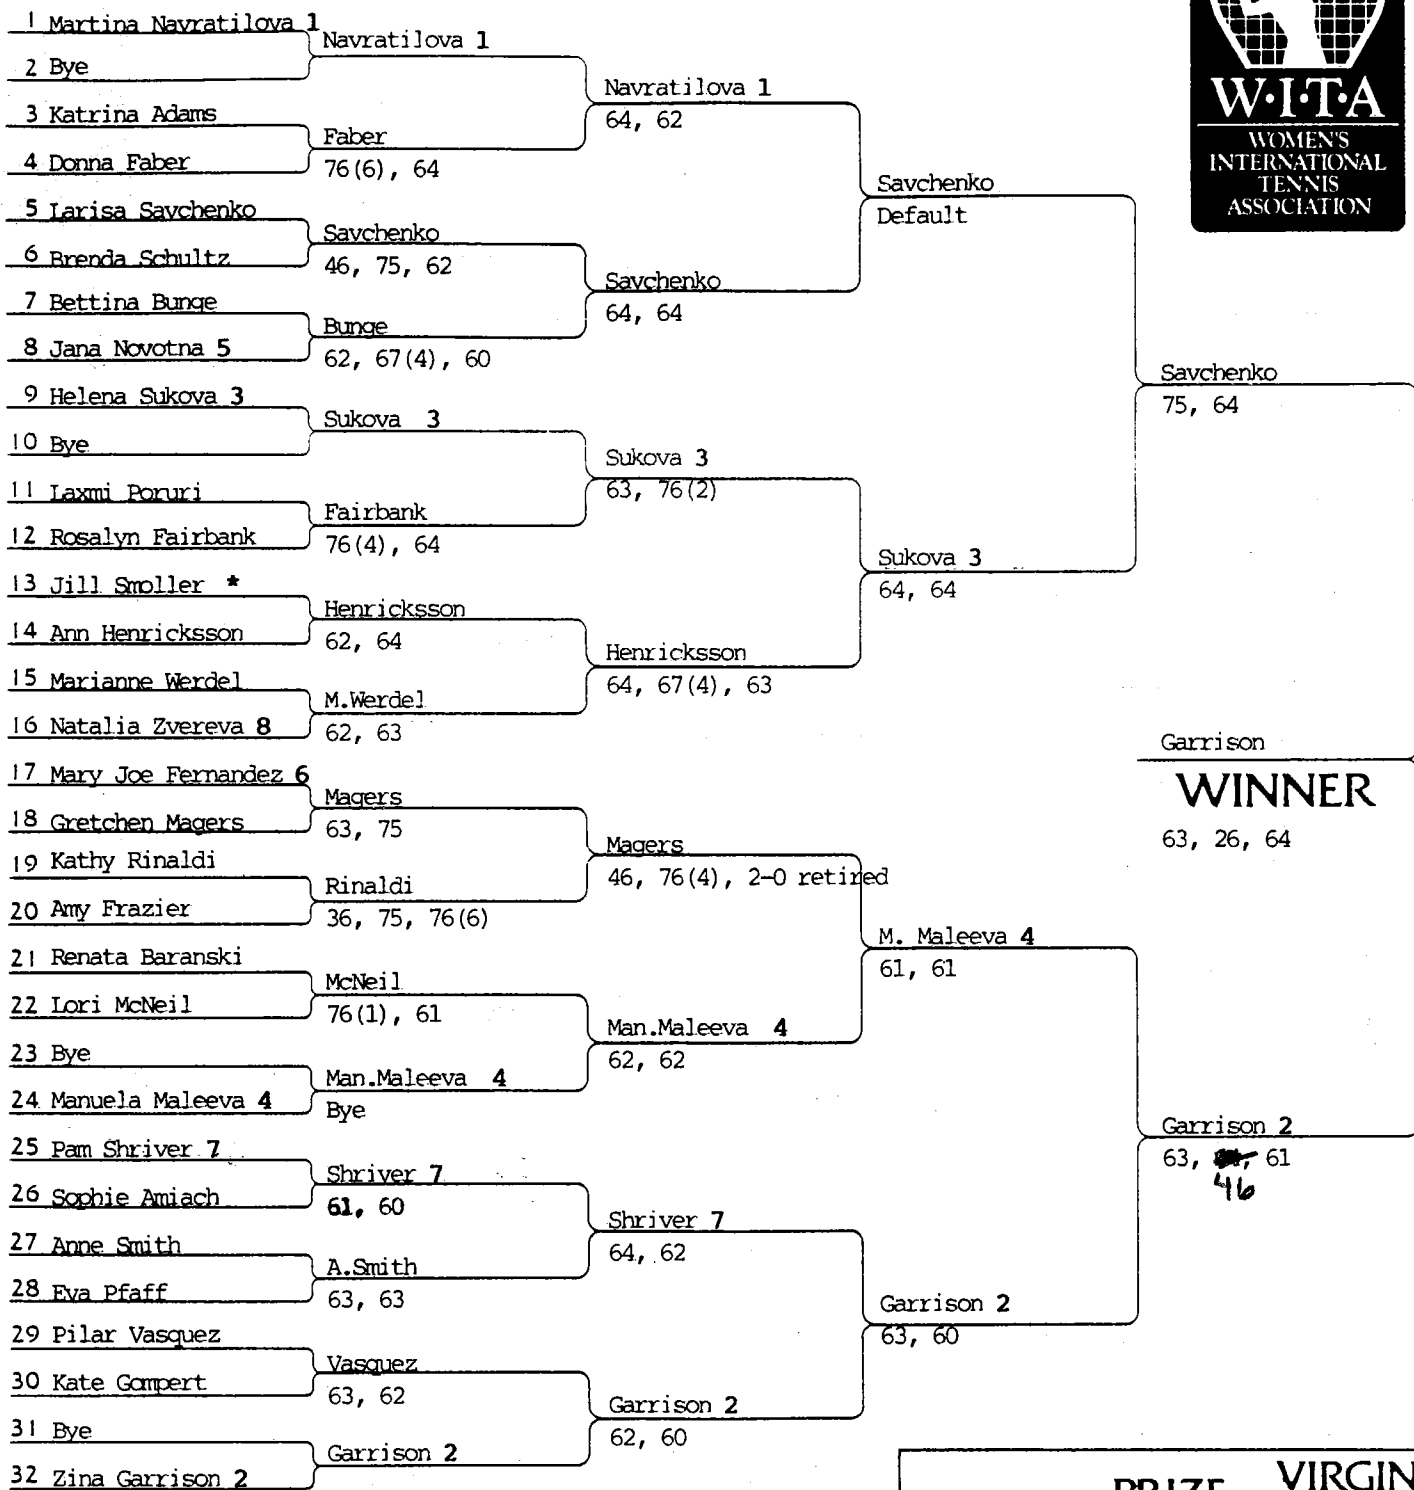 1 Martina Navratilova 1
2 Bye
3 Katrina Adams
4 Donna Faber
5 Larisa Savchenko
6 Brenda Schultz
7 Bettina Bunge
8 Jana Novotna 5
9 Helena Sukova 3
10 Bye
11 Laxmi Poruri
12 Rosalyn Fairbank
13 Jill Smoller *
14 Ann Henricksson
15 Marianne Werdel
16 Natalia Zvereva 8
17 Mary Joe Fernandez 6
18 Gretchen Magers
19 Kathy Rinaldi
20 Amy Frazier
21 Renata Baranski
22 Lori McNeil
23 Bye
24 Manuela Maleeva 4
25 Pam Shriver 7
26 Sophie Amiach
27 Anne Smith
28 Eva Pfaff
29 Pilar Vasquez
30 Kate Gompert
31 Bye
32 Zina Garrison 2
Navratilova 1
Faber
76(6), 64
Savchenko
46, 75, 62
Bunge
62, 67(4), 60
Sukova 3
Fairbank
76(4), 64
Henricksson
62, 64
M.Werdel
62, 63
Magers
63, 75
Rinaldi
36, 75, 76(6)
McNeil
76(1), 61
Man.Maleeva 4
Bye
Shriver 7
61, 60
A.Smith
63, 63
Vasquez
63, 62
Garrison 2
Navratilova 1
64, 62
Savchenko
64, 64
Sukova 3
63, 76(2)
Henricksson
64, 67(4), 63
Magers
46, 76(4), 2-0 retired
Man.Maleeva 4
62, 62
Shriver 7
64, 62
Garrison 2
62, 60
Savchenko
Default
Sukova 3
64, 64
M. Maleeva 4
61, 61
Garrison 2
63, 60
W·I·T·A
WOMEN'S
INTERNATIONAL
TENNIS
ASSOCIATION
Savchenko
75, 64
Garrison 2
63, 61
46
Garrison
WINNER
63, 26, 64
PRIZE VIRGIN